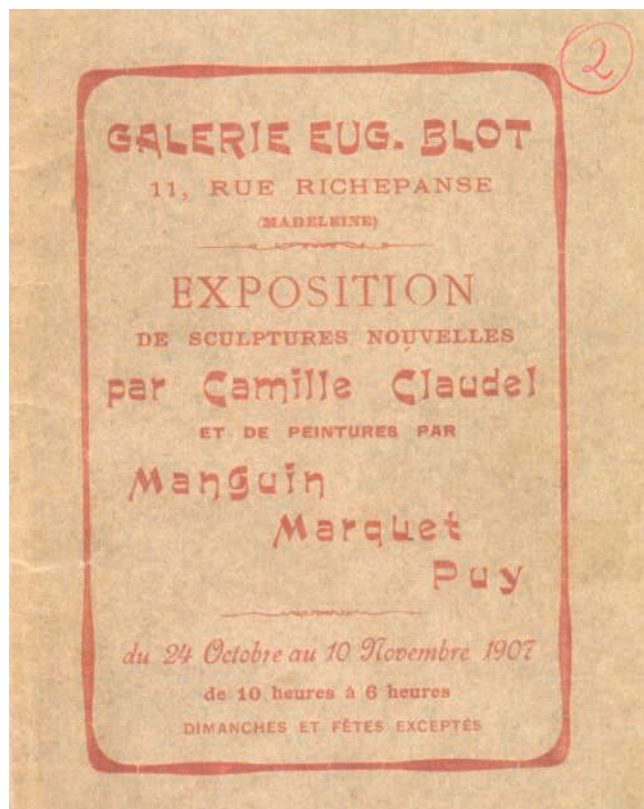 2
GALERIE EUG. BLOT
11, RUE RICHEPANSE
(MADELEINE)
EXPOSITION
DE SCULPTURES NOUVELLES
par Camille Claudel
ET DE PEINTURES PAR
Manguin
Marquet
Puy
du 24 Octobre au 10 Novembre 1907
de 10 heures à 6 heures
DIMANCHES ET FÊTES EXCEPTÉS